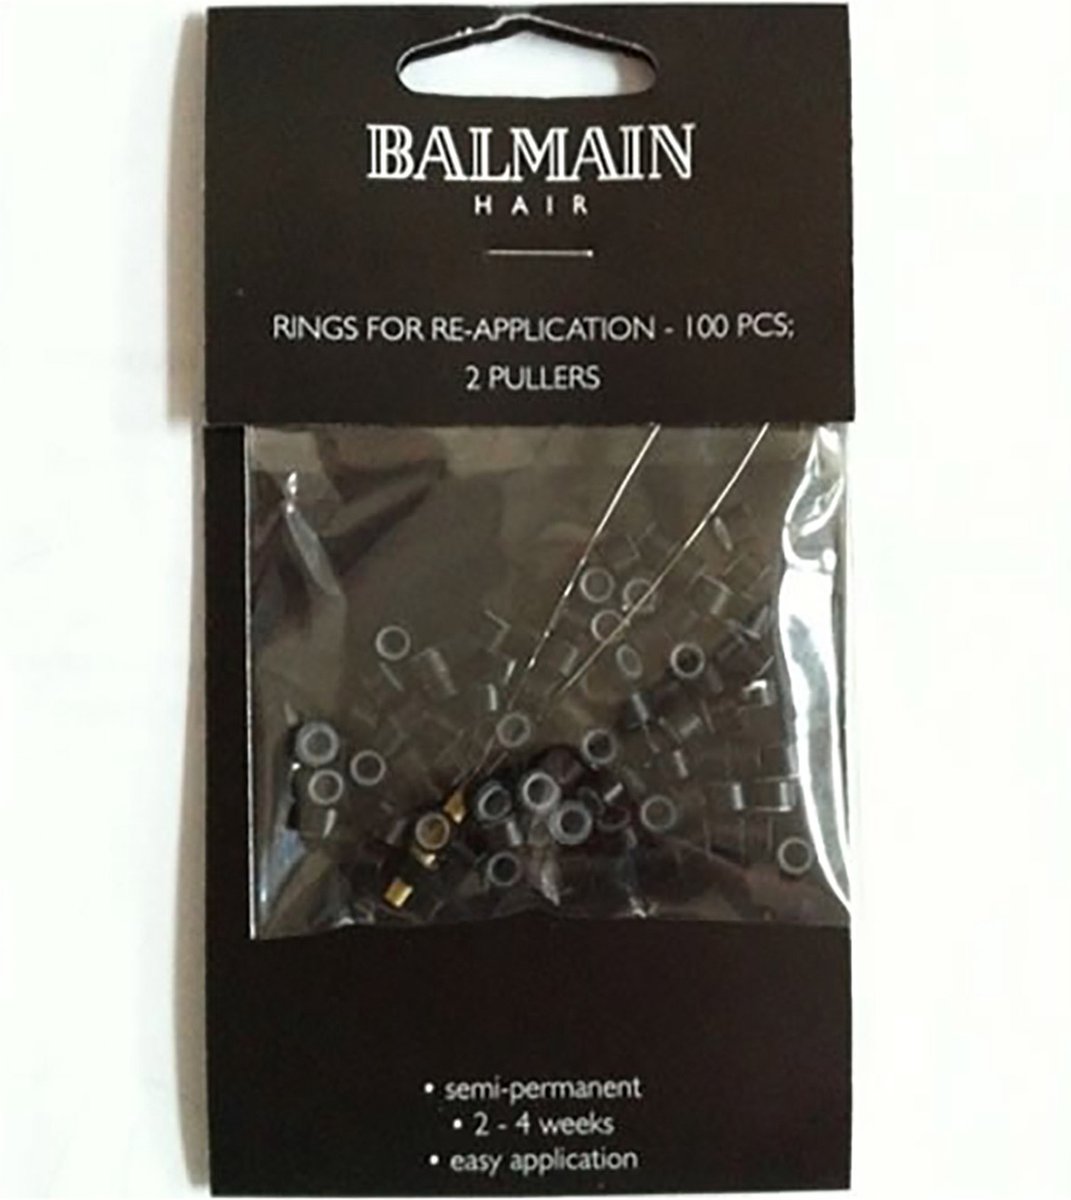 BALMAIN
HAIR
RINGS FOR RE-APPLICATION - 100 PCS;
2 PULLERS
• semi-permanent
• 2 - 4 weeks
• easy application